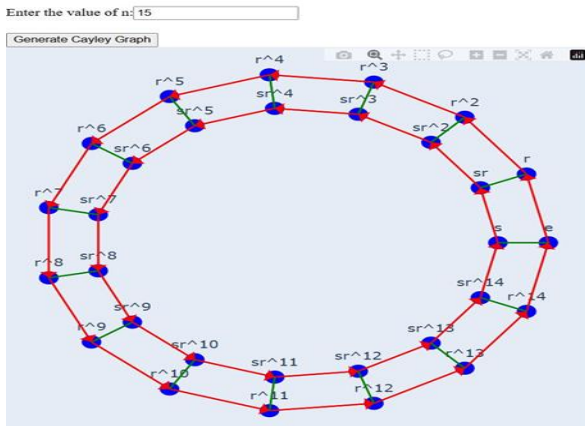 Enter the value of n: 15
Generate Cayley Graph
r^4
r^3
r^5
sr^4
sr^3
r^2
sr^5
sr^2
r^6
sr^6
r
sr
r^7
sr^7
s
e
r^8
sr^8
sr^14
r^14
sr^9
r^9
sr^13
sr^10
sr^12
r^13
sr^11
r^10
r^12
r^11